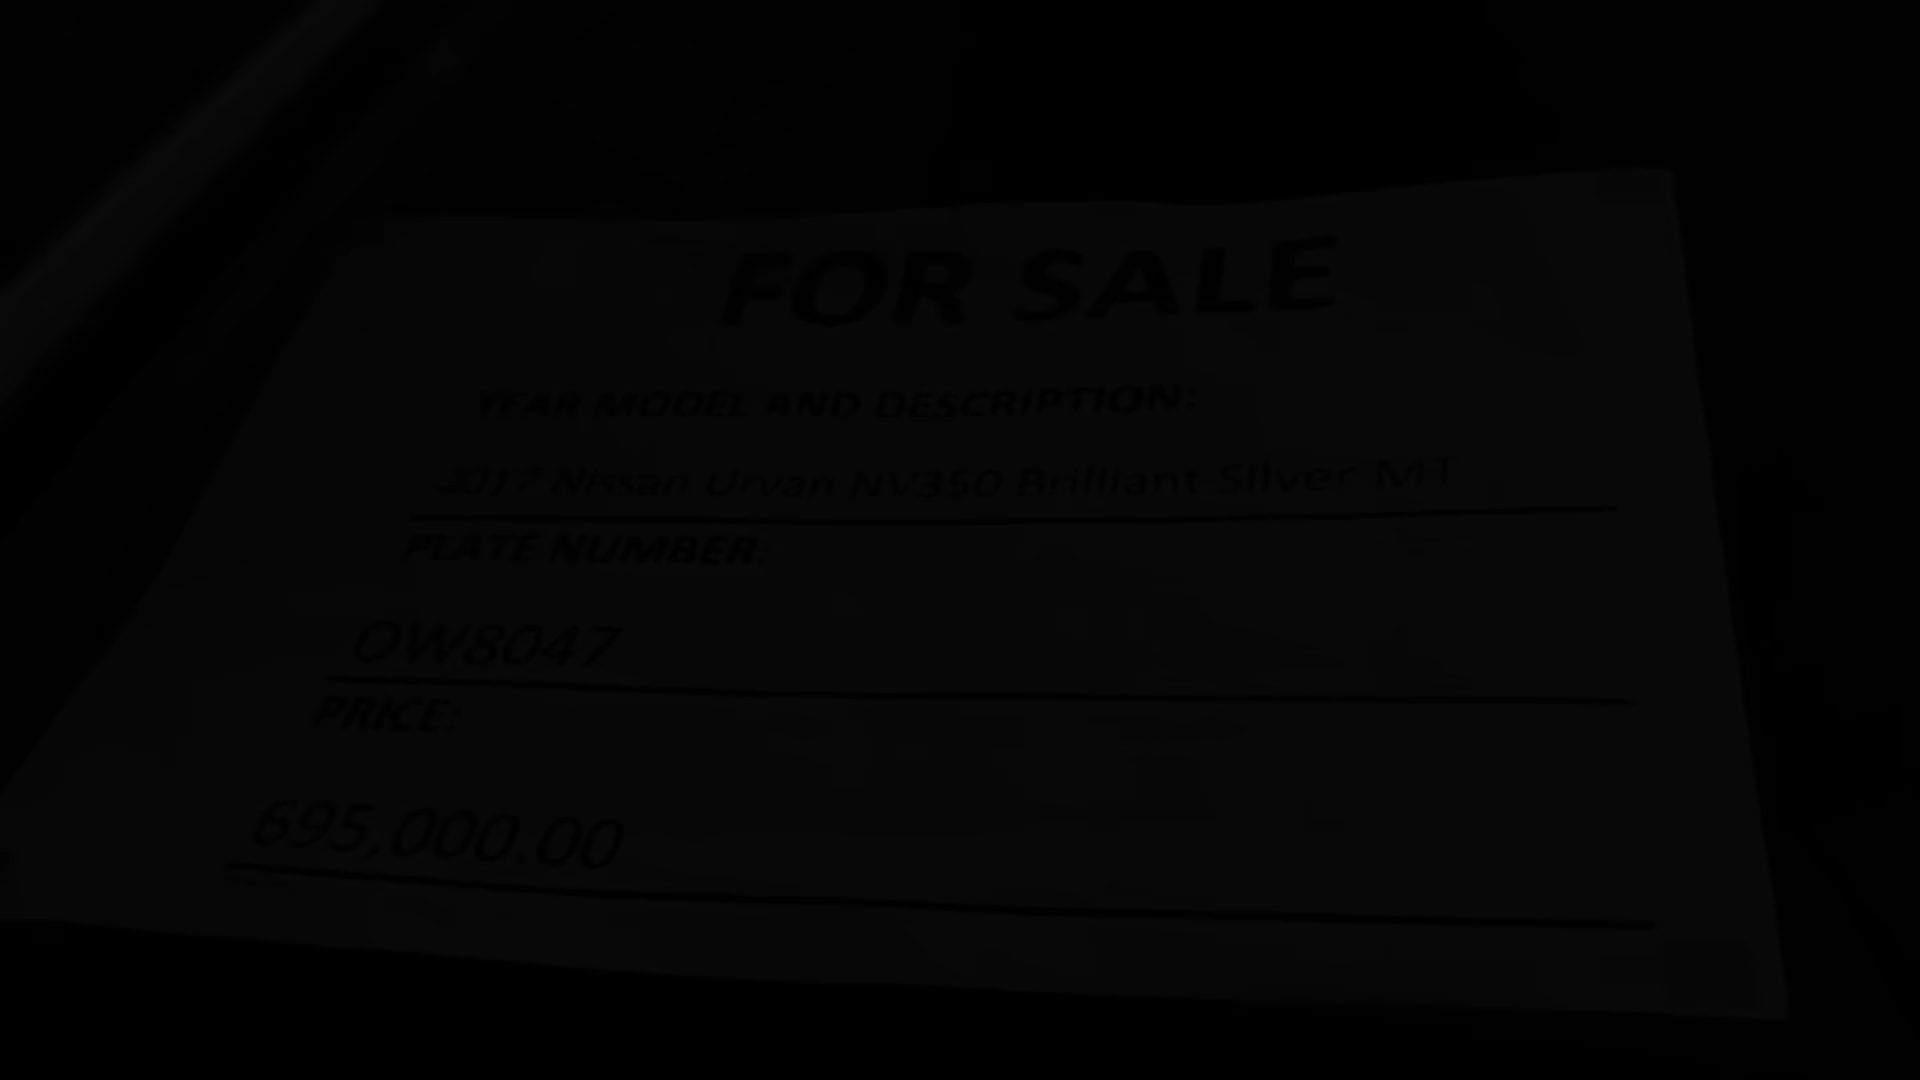 FOR SALE
YEAR MODEL AND DESCRIPTION:
2017 Nissan Urvan NV350 Brilliant Silver MT
PLATE NUMBER:
OW8047
PRICE:
695,000.00